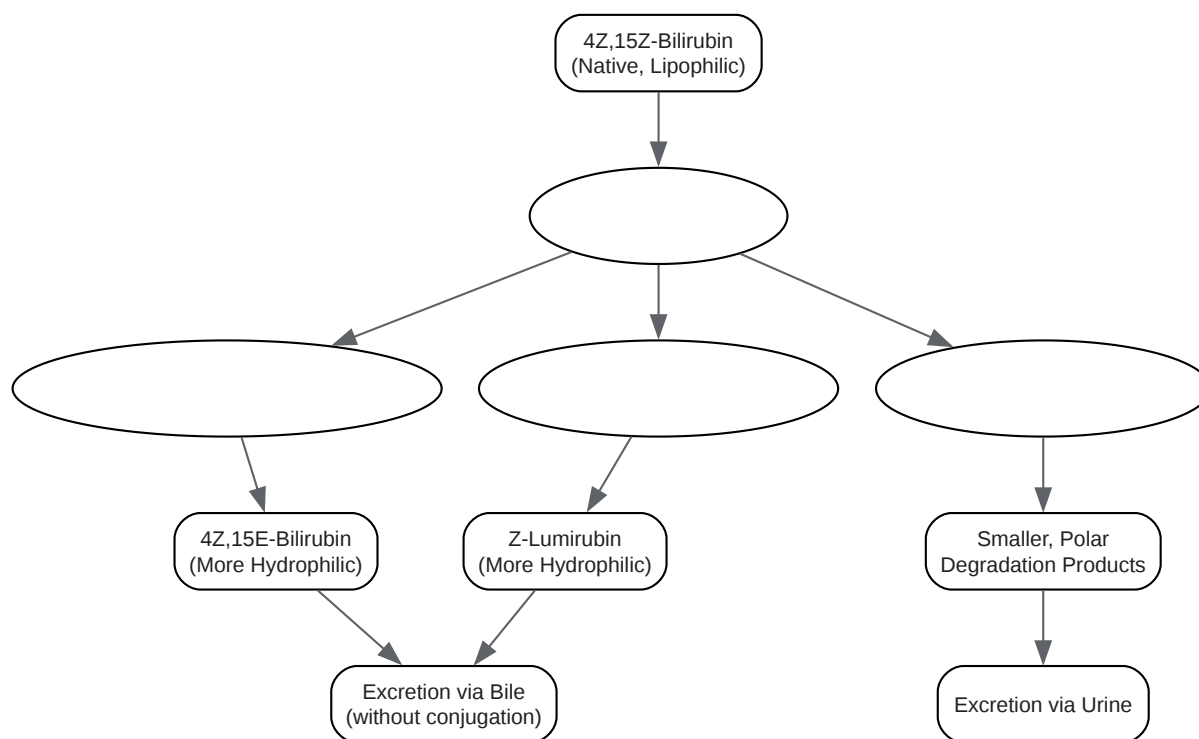 4Z,15Z-Bilirubin
(Native, Lipophilic)
4Z,15E-Bilirubin
(More Hydrophilic)
Z-Lumirubin
(More Hydrophilic)
Smaller, Polar
Degradation Products
Excretion via Bile
(without conjugation)
Excretion via Urine